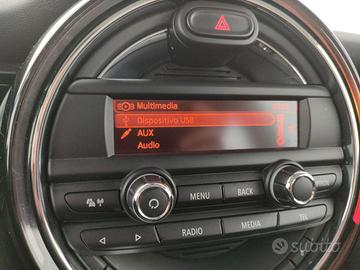 Multimedia
Dispositivo USB
AUX
Audio
MENU
BACK
RADIO
MEDIA
TEL
subito